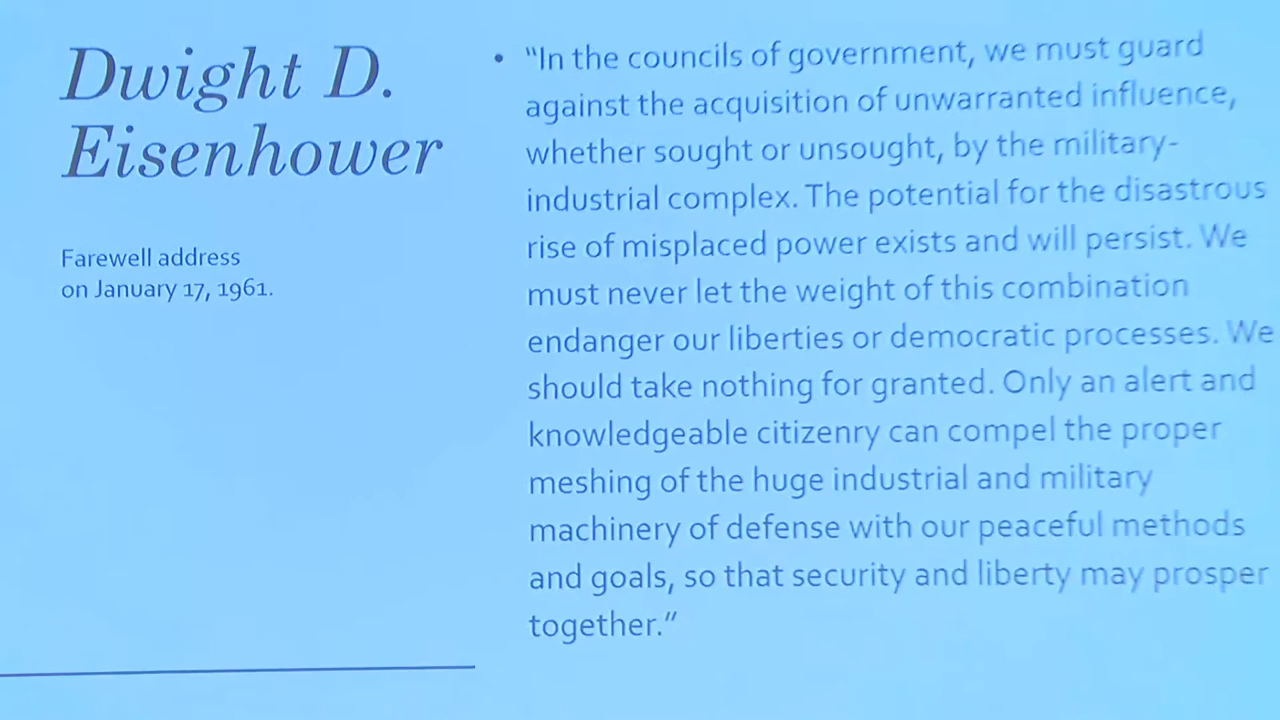 Dwight D.
Eisenhower
Farewell address
on January 17, 1961.
• “In the councils of government, we must guard
against the acquisition of unwarranted influence,
whether sought or unsought, by the military-
industrial complex. The potential for the disastrous
rise of misplaced power exists and will persist. We
must never let the weight of this combination
endanger our liberties or democratic processes. We
should take nothing for granted. Only an alert and
knowledgeable citizenry can compel the proper
meshing of the huge industrial and military
machinery of defense with our peaceful methods
and goals, so that security and liberty may prosper
together.”